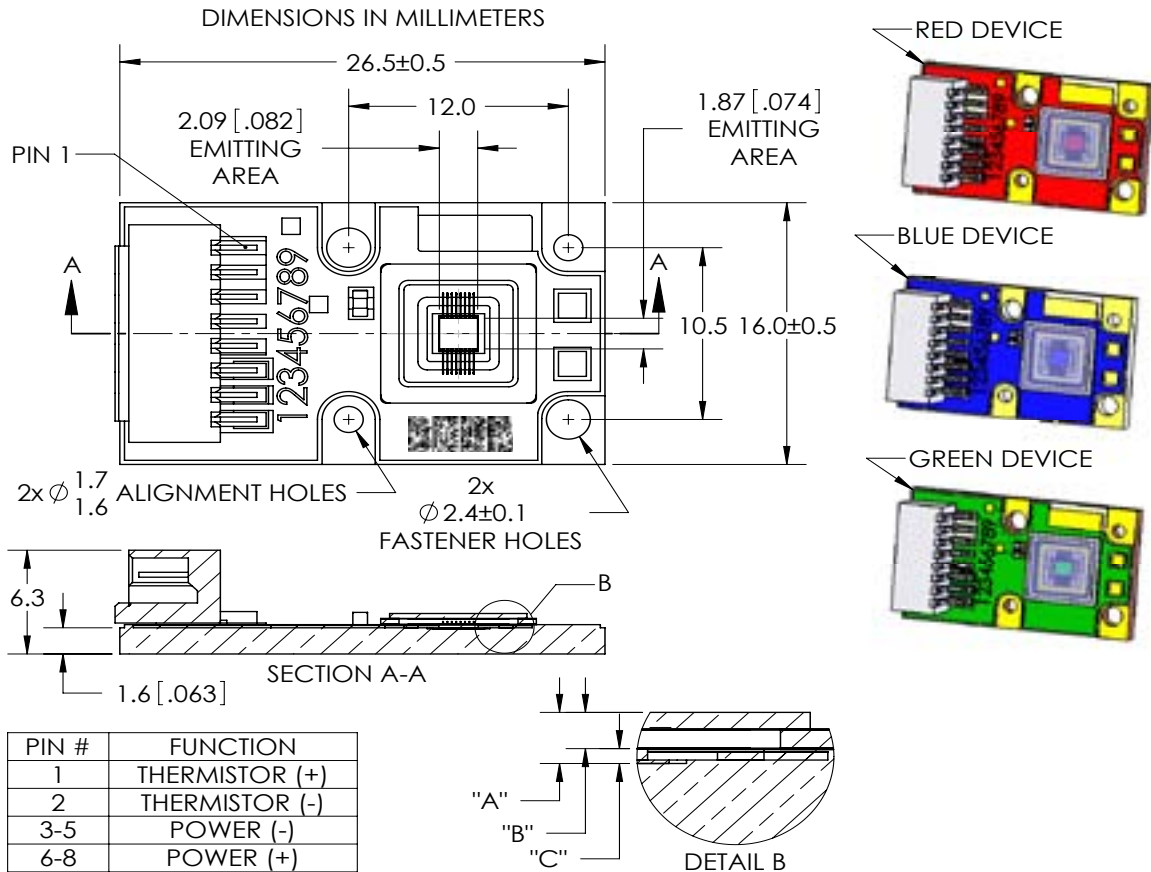 DIMENSIONS IN MILLIMETERS
26.5±0.5
12.0
2.09 [.082]
EMITTING
AREA
1.87 [.074]
EMITTING
AREA
PIN 1
A
A
123456789
10.5
16.0±0.5
2x ∅ 1.7
1.6
ALIGNMENT HOLES
2x
∅ 2.4±0.1
FASTENER HOLES
RED DEVICE
123456789
BLUE DEVICE
123456789
GREEN DEVICE
123456789
6.3
B
SECTION A-A
1.6 [.063]
PIN # FUNCTION
1 THERMISTOR (+)
2 THERMISTOR (-)
3-5 POWER (-)
6-8 POWER (+)
"A"
"B"
"C"
DETAIL B